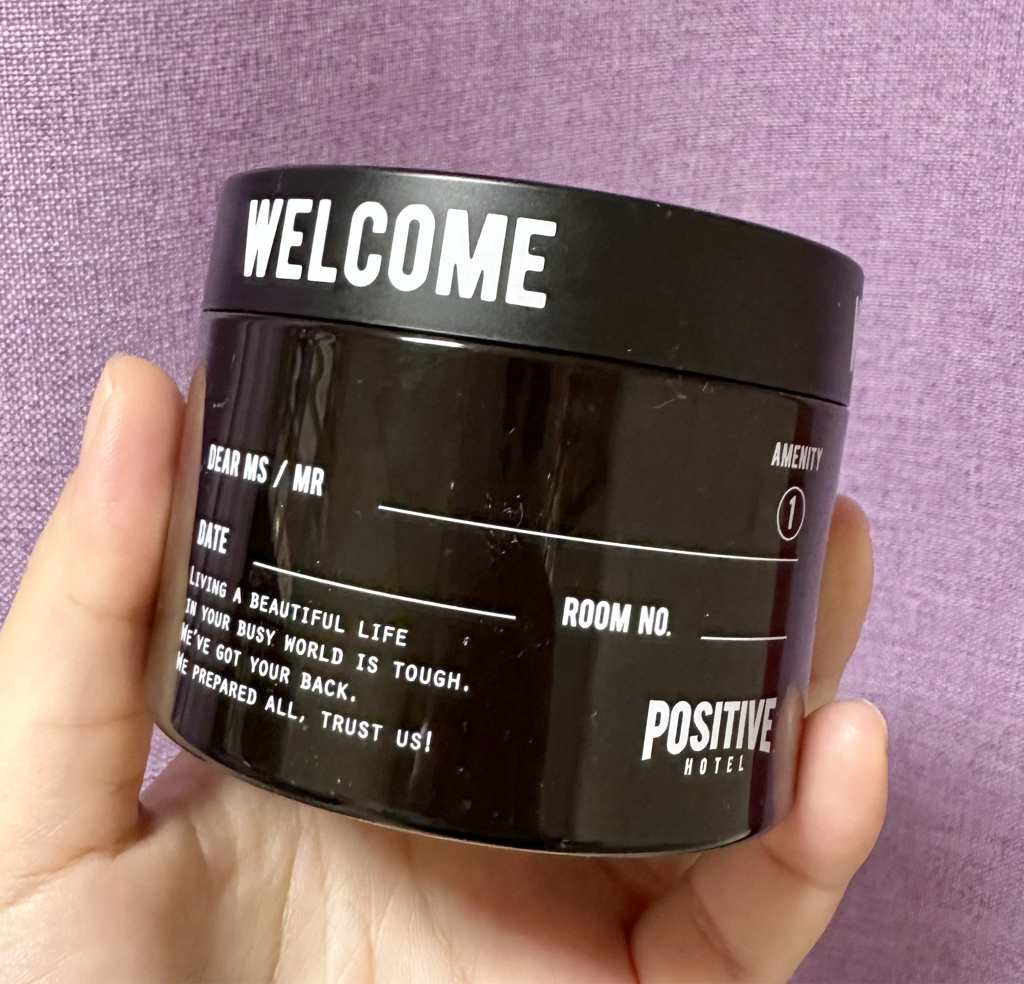 WELCOME
AMENITY
1
DEAR MS / MR
DATE
ROOM NO.
LIVING A BEAUTIFUL LIFE
IN YOUR BUSY WORLD IS TOUGH.
WE'VE GOT YOUR BACK.
WE PREPARED ALL, TRUST US!
POSITIVE
HOTEL